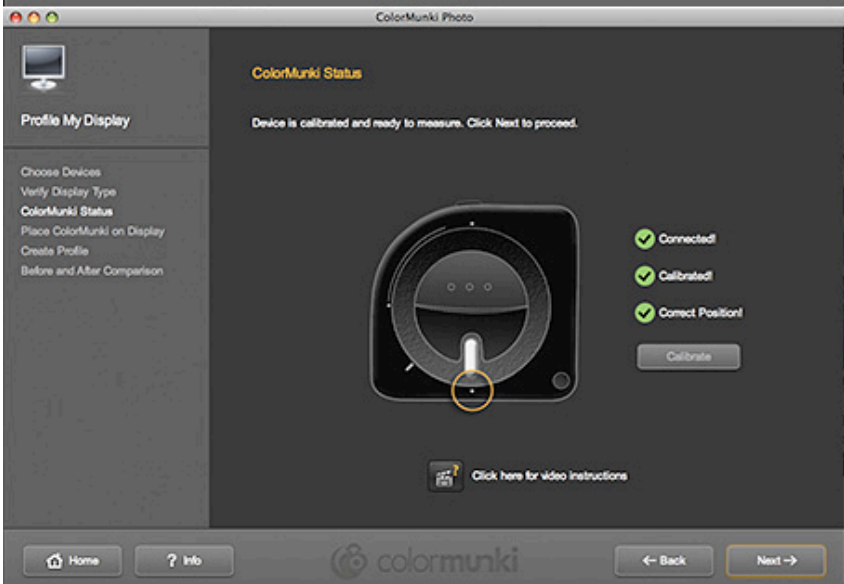 ColorMunki Photo
Profile My Display
Choose Devices
Verify Display Type
ColorMunki Status
Place ColorMunki on Display
Create Profile
Before and After Comparison
ColorMunki Status
Device is calibrated and ready to measure. Click Next to proceed.
Connected!
Calibrated!
Correct Position!
Calibrate
Click here for video instructions
Home
? Info
colormunki
← Back
Next →